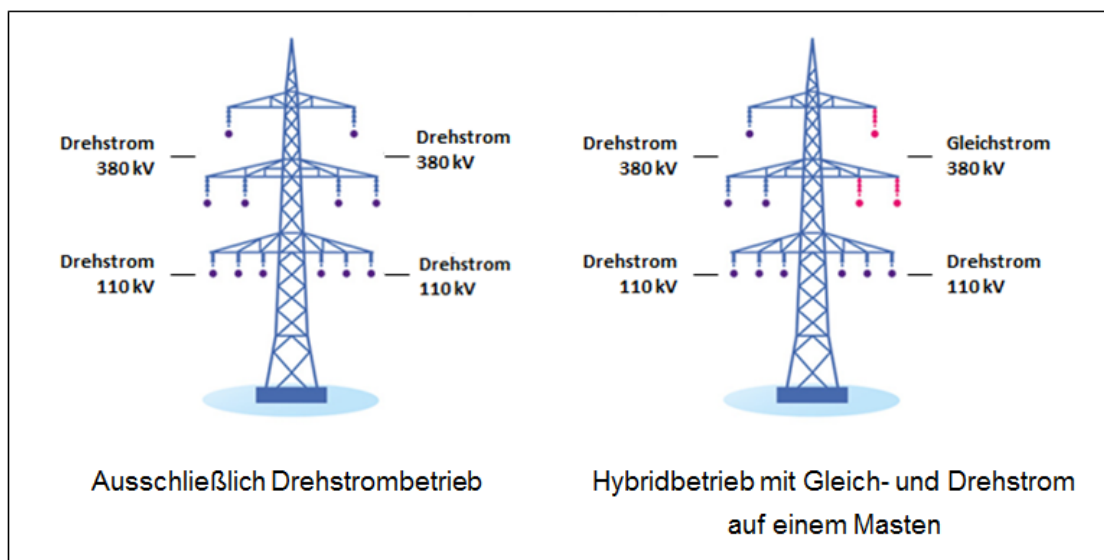 Drehstrom
380 kV
Drehstrom
380 kV
Drehstrom
110 kV
Drehstrom
110 kV
Ausschließlich Drehstrombetrieb
Drehstrom
380 kV
Gleichstrom
380 kV
Drehstrom
110 kV
Drehstrom
110 kV
Hybridbetrieb mit Gleich- und Drehstrom
auf einem Masten